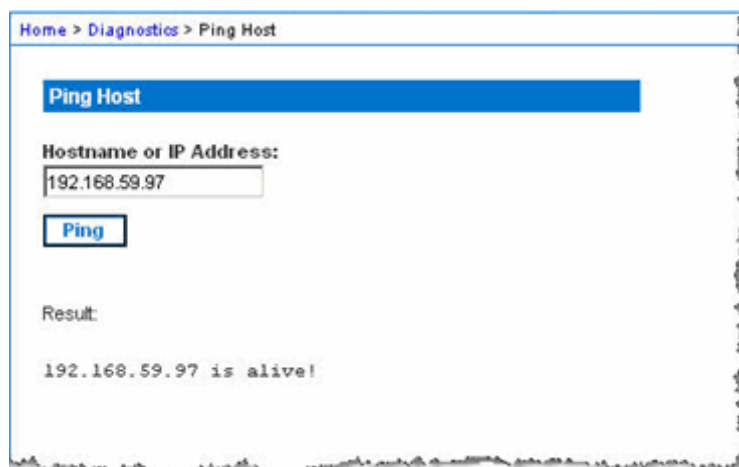 Home > Diagnostics > Ping Host
Ping Host
Hostname or IP Address:
192.168.59.97
Ping
Result:
192.168.59.97 is alive!